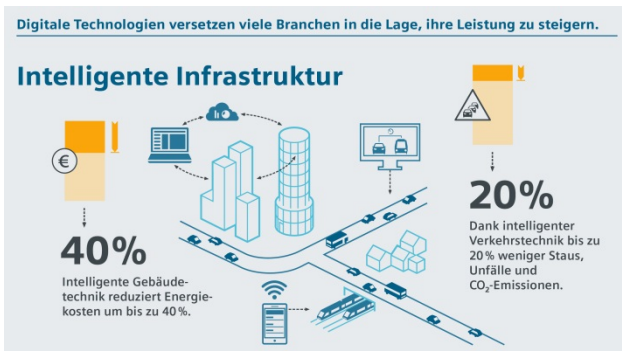 Digitale Technologien versetzen viele Branchen in die Lage, ihre Leistung zu steigern.
Intelligente Infrastruktur
€
40%
Intelligente Gebäude-
technik reduziert Energie-
kosten um bis zu 40%.
20%
Dank intelligenter
Verkehrstechnik bis zu
20% weniger Staus,
Unfälle und
CO₂-Emissionen.